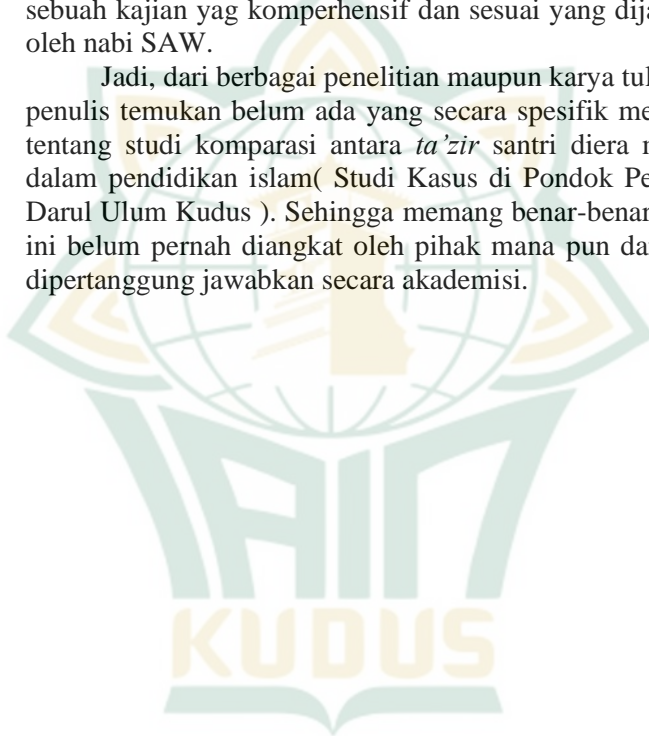 sebuah kajian yag komperhensif dan sesuai yang dija
oleh nabi SAW.
Jadi, dari berbagai penelitian maupun karya tul
penulis temukan belum ada yang secara spesifik me
tentang studi komparasi antara ta’zir santri diera m
dalam pendidikan islam( Studi Kasus di Pondok Pe
Darul Ulum Kudus ). Sehingga memang benar-benar
ini belum pernah diangkat oleh pihak mana pun da
dipertanggung jawabkan secara akademisi.
IAIN
KUDUS